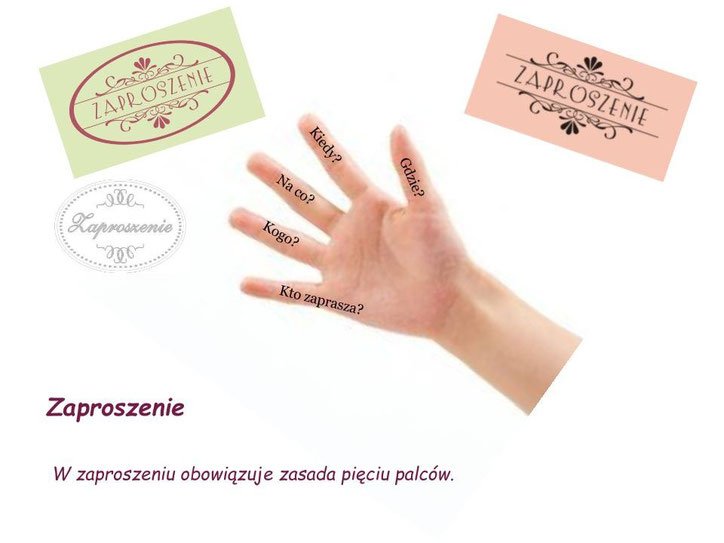 ZAPROSZENIE
ZAPROSZENIE
Zaproszenie
Kiedy?
Gdzie?
Na co?
Kogo?
Kto zaprasza?
Zaproszenie
W zaproszeniu obowiązuje zasada pięciu palców.